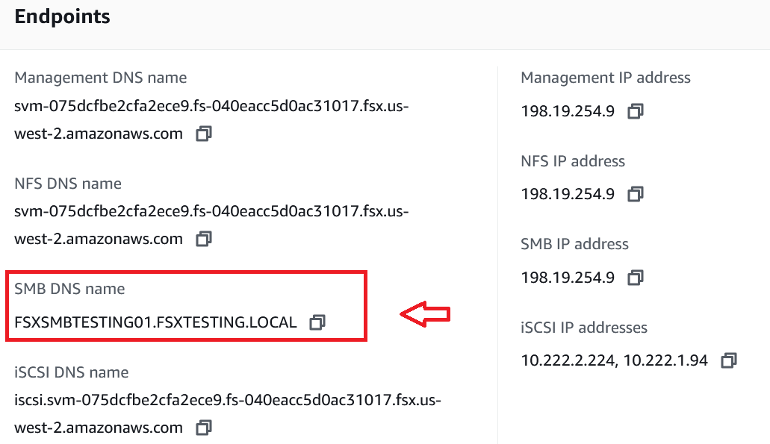 Endpoints
Management DNS name
svm-075dcfbe2cfa2ece9.fs-040eacc5d0ac31017.fsx.us-
west-2.amazonaws.com
NFS DNS name
svm-075dcfbe2cfa2ece9.fs-040eacc5d0ac31017.fsx.us-
west-2.amazonaws.com
SMB DNS name
FSXSMBTESTING01.FSXTESTING.LOCAL
iSCSI DNS name
iscsi.svm-075dcfbe2cfa2ece9.fs-040eacc5d0ac31017.fsx.us-
west-2.amazonaws.com
Management IP address
198.19.254.9
NFS IP address
198.19.254.9
SMB IP address
198.19.254.9
iSCSI IP addresses
10.222.2.224, 10.222.1.94